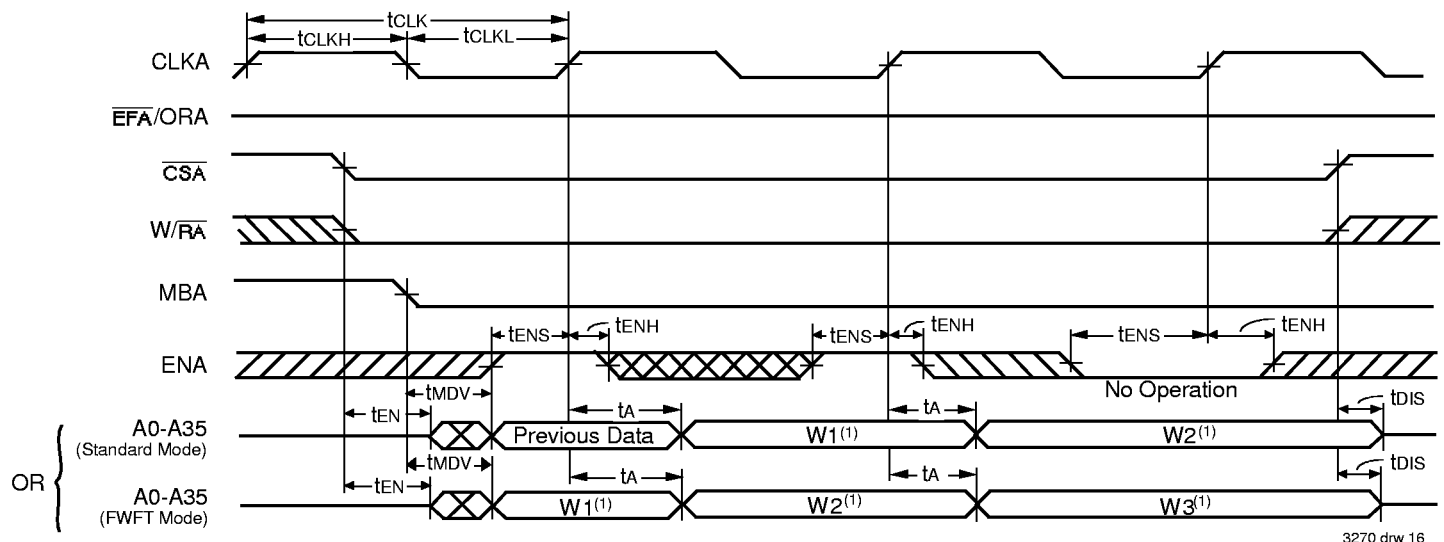 tCLK
tCLKH tCLKL
CLKA
EFA/ORA
CSA
W/RA
MBA
tENS tENH tENS tENH tENS tENH
ENA
No Operation
tMDV
tEN tA tA tDIS
A0-A35
(Standard Mode)
Previous Data W1(1) W2(1)
OR
tMDV
tEN tA tA tDIS
A0-A35
(FWFT Mode)
W1(1) W2(1) W3(1)
3270 drw 16